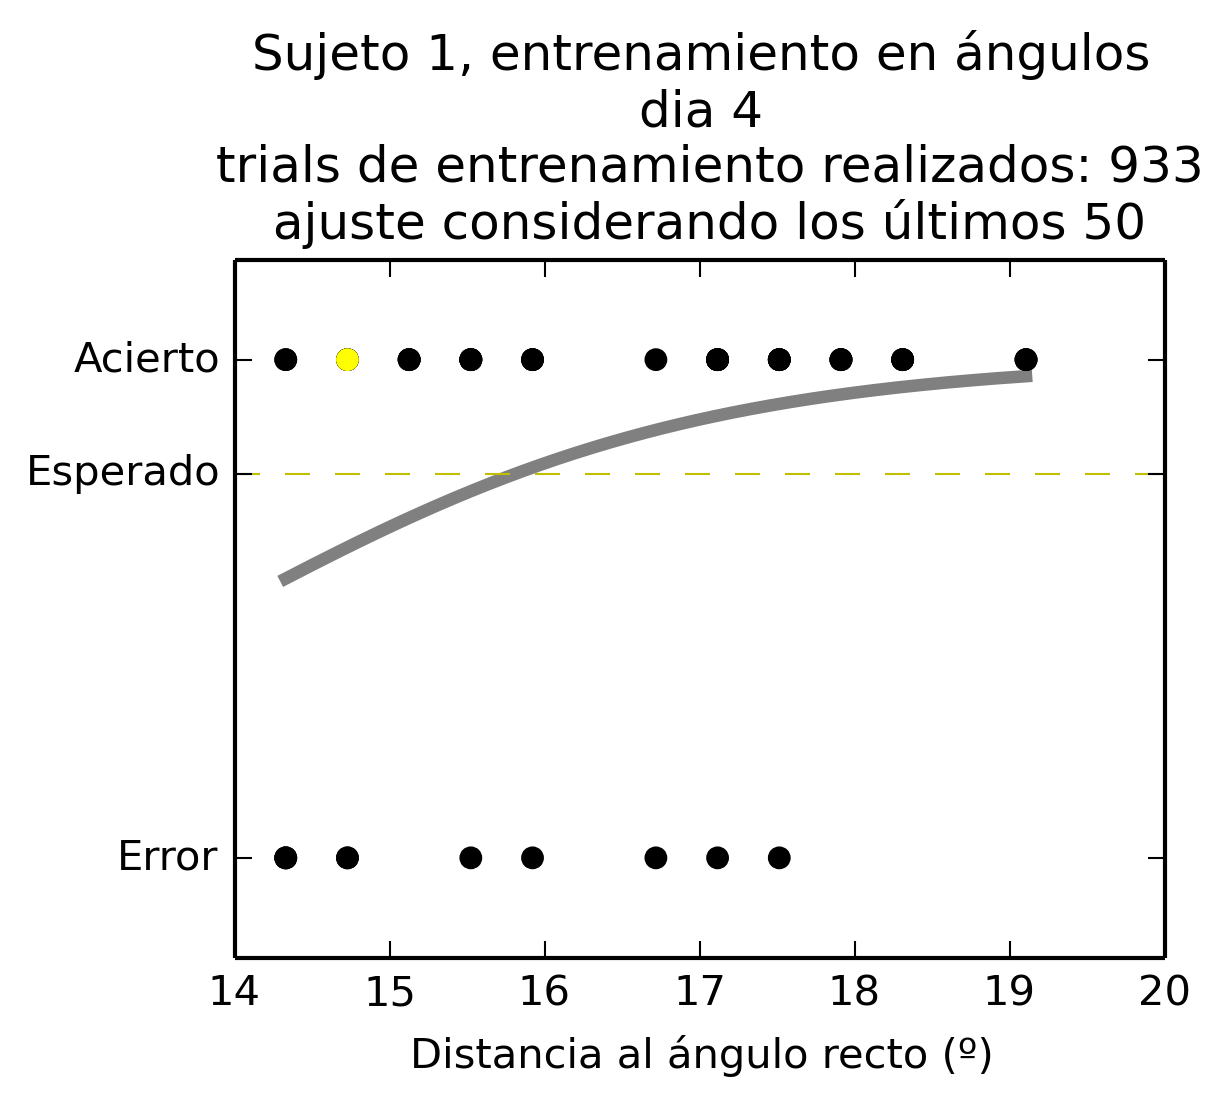 Sujeto 1, entrenamiento en ángulos
dia 4
trials de entrenamiento realizados: 933
ajuste considerando los últimos 50
Acierto
Esperado
Error
14 15 16 17 18 19 20
Distancia al ángulo recto (º)